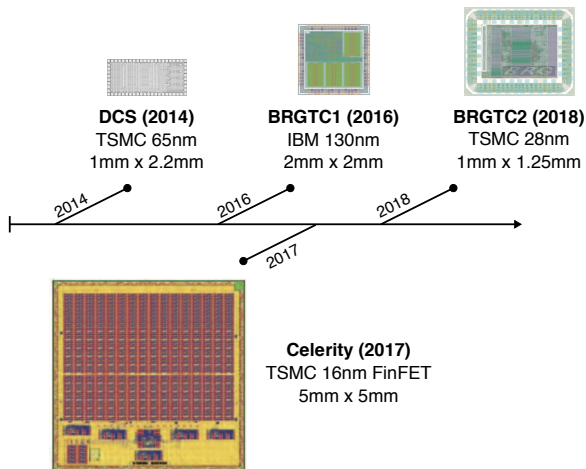 DCS (2014)
TSMC 65nm
1mm x 2.2mm
BRGTC1 (2016)
IBM 130nm
2mm x 2mm
BRGTC2 (2018)
TSMC 28nm
1mm x 1.25mm
2014
2016
2018
2017
Celerity (2017)
TSMC 16nm FinFET
5mm x 5mm